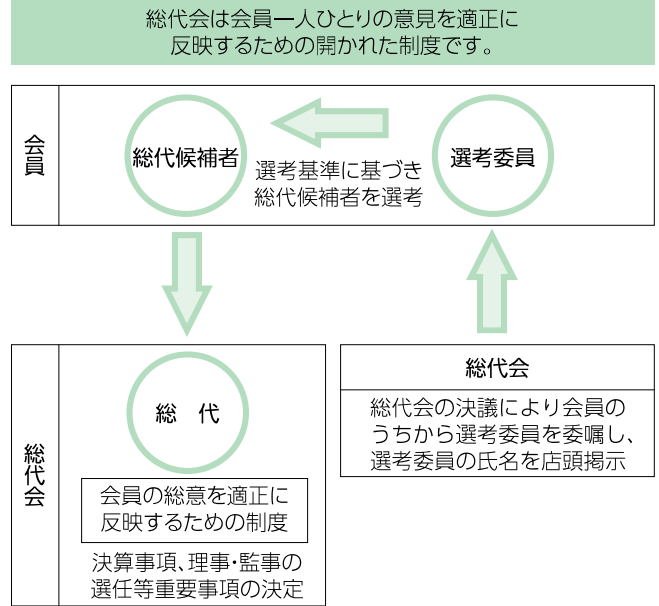 総代会は会員一人ひとりの意見を適正に
反映するための開かれた制度です。
会員
総代候補者
選考基準に基づき
総代候補者を選考
選考委員
総代会
総代
会員の総意を適正に
反映するための制度
決算事項、理事・監事の
選任等重要事項の決定
総代会
総代会の決議により会員の
うちから選考委員を委嘱し、
選考委員の氏名を店頭掲示